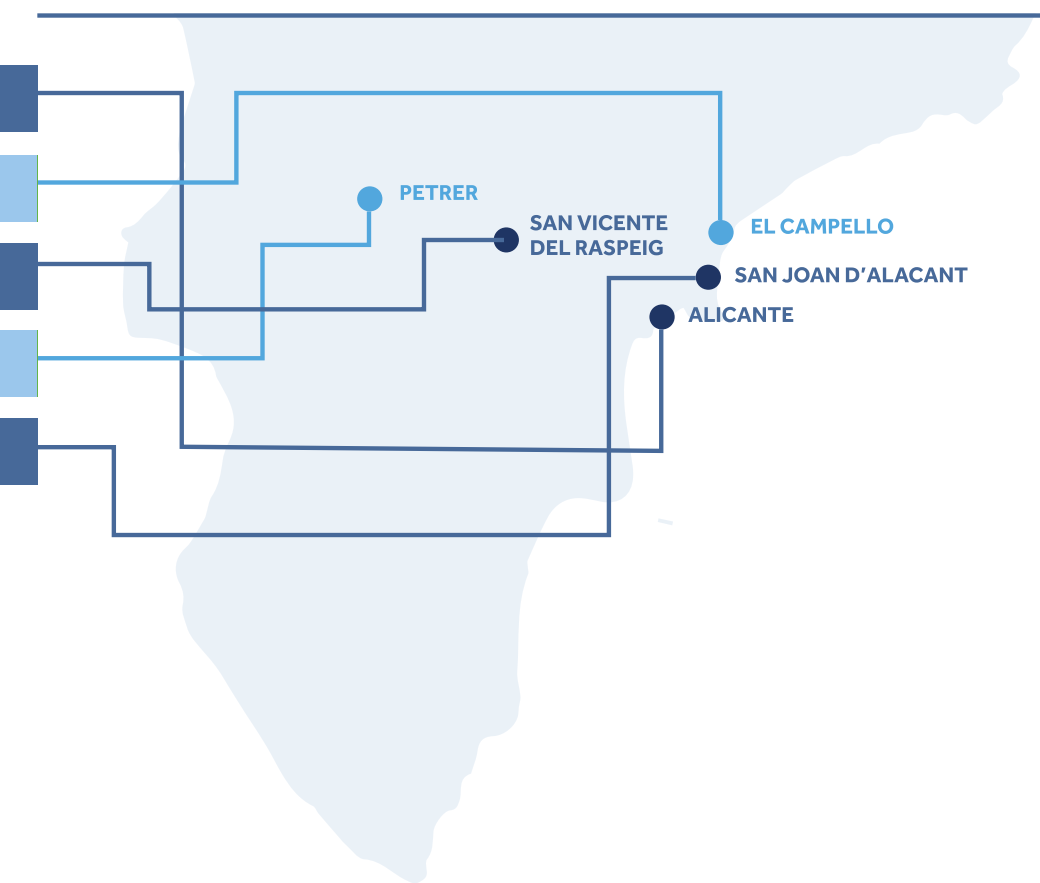 PETRER
SAN VICENTE
DEL RASPEIG
EL CAMPELLO
SAN JOAN D'ALACANT
ALICANTE